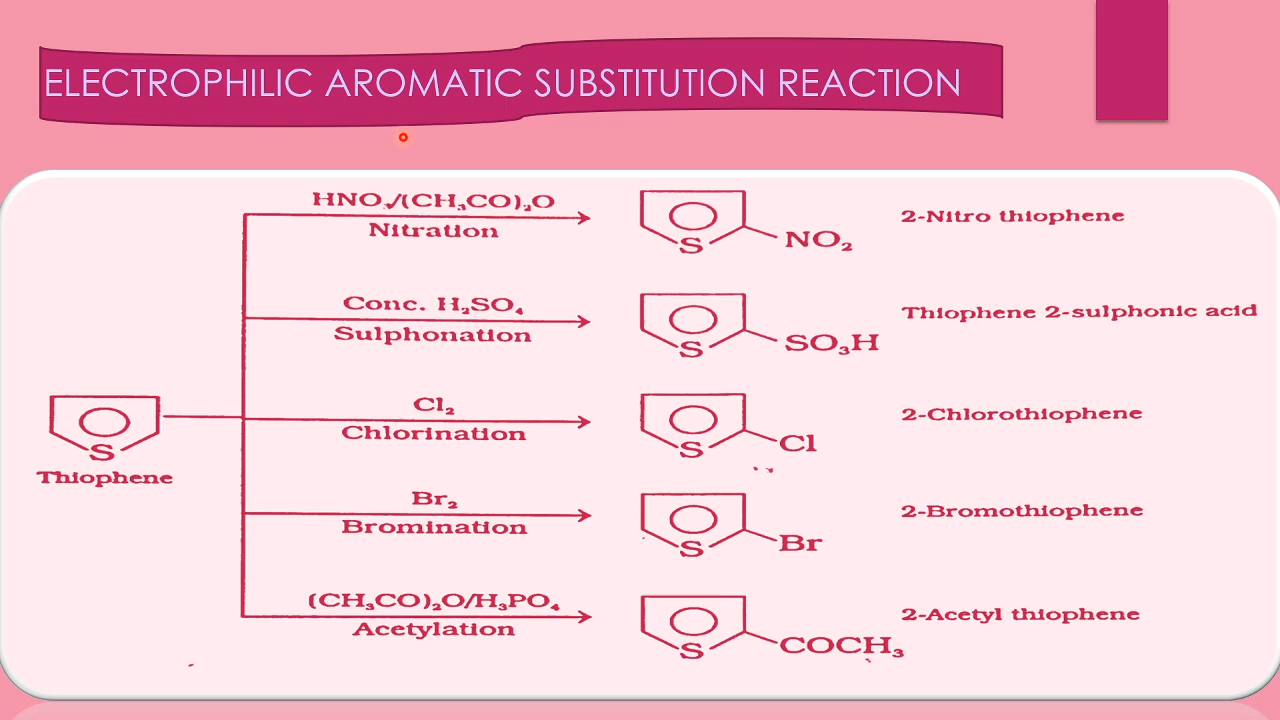 ELECTROPHILIC AROMATIC SUBSTITUTION REACTION
HNO₃/(CH₃CO)₂O
Nitration
S
NO₂
2-Nitro thiophene
Conc. H₂SO₄
Sulphonation
S
SO₃H
Thiophene 2-sulphonic acid
S
Thiophene
Cl₂
Chlorination
S
Cl
2-Chlorothiophene
Br₂
Bromination
S
Br
2-Bromothiophene
(CH₃CO)₂O/H₃PO₄
Acetylation
S
COCH₃
2-Acetyl thiophene